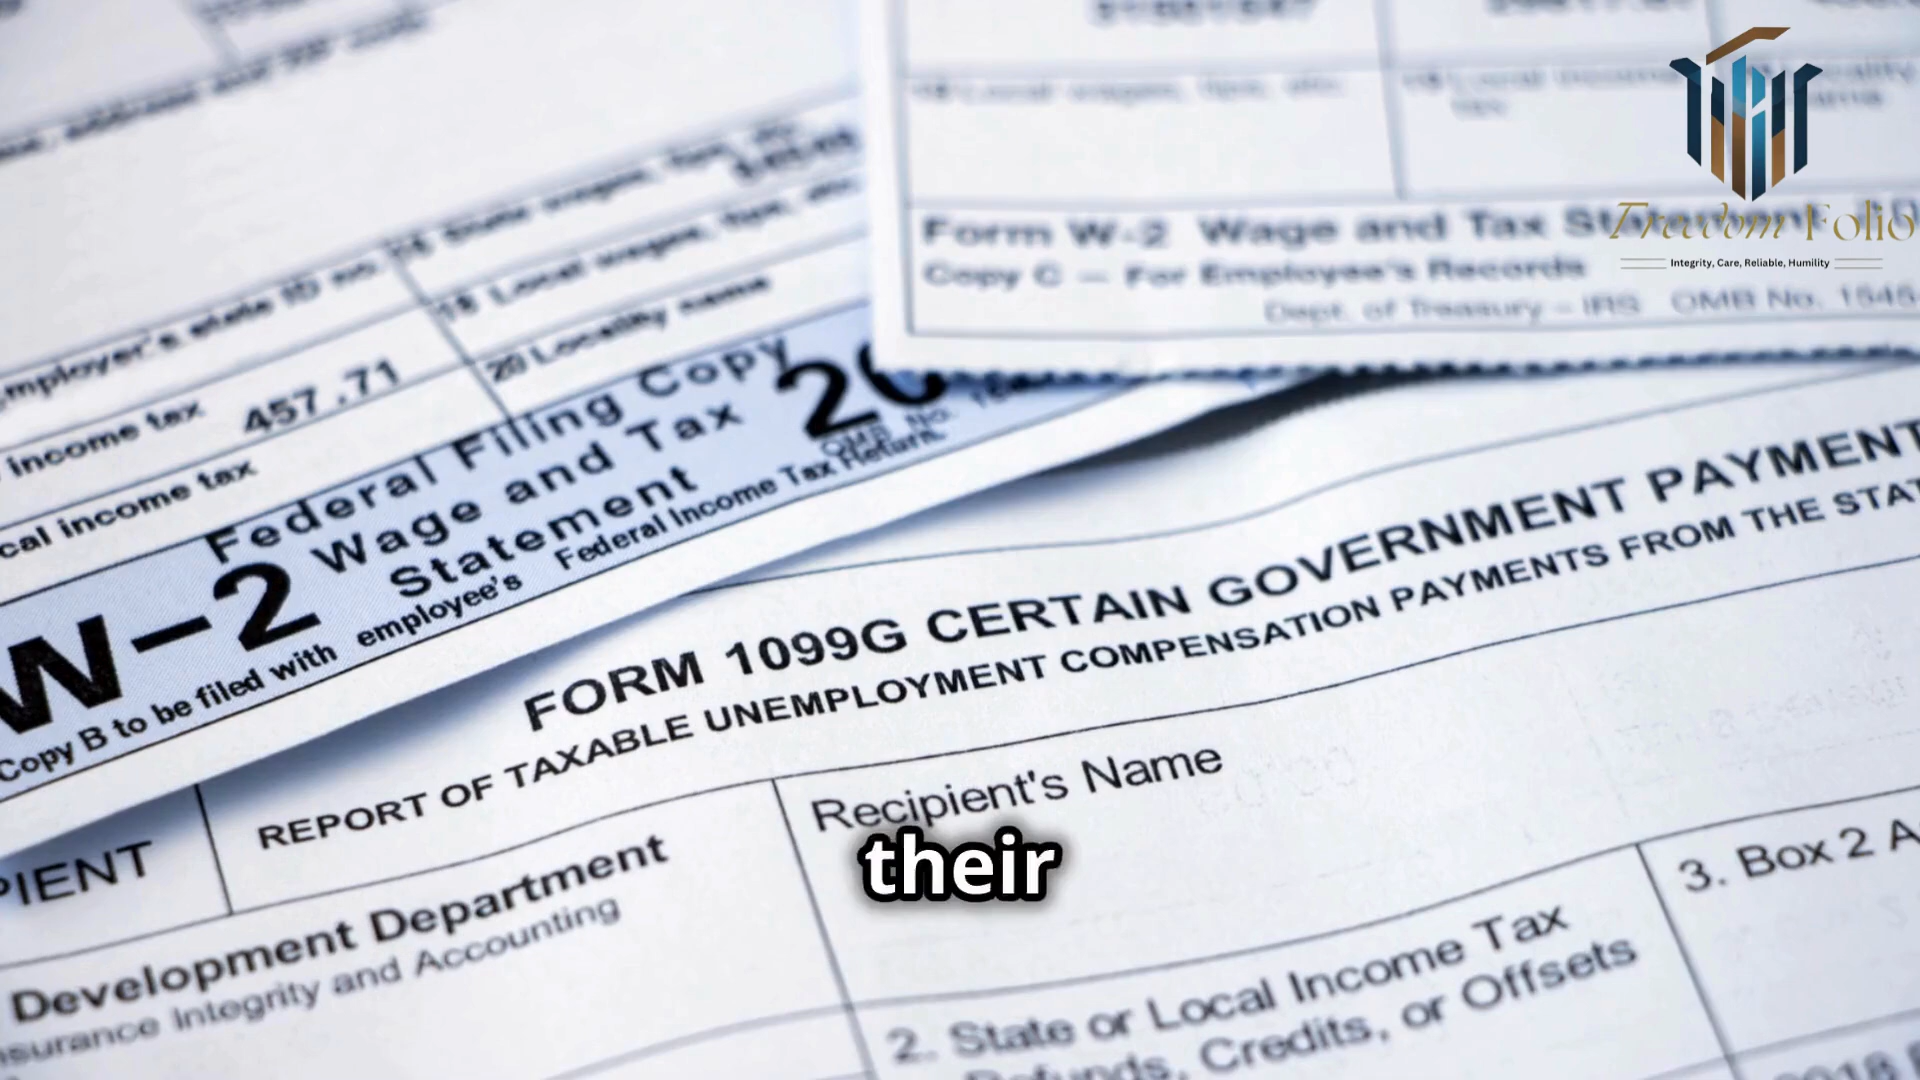 Form W-2 Wage and Tax
Copy C — For Employee's Records
Dept. of Treasury – IRS OMB No. 1545-
Freedom Folio
Integrity, Care, Reliable, Humility
employer's state ID no.
15 State wages, tips,
18 Local wages, tips, etc.
income tax 457.71
20 Locality name
cal income tax
W-2
Federal Filing Copy
Wage and Tax
Statement
20
OMB No.
Copy B to be filed with employee's Federal Income Tax Return.
FORM 1099G CERTAIN GOVERNMENT PAYMENT
REPORT OF TAXABLE UNEMPLOYMENT COMPENSATION PAYMENTS FROM THE STAT
PIENT
Recipient's Name
their
Development Department
nsurance Integrity and Accounting
2. State or Local Income Tax
Refunds, Credits, or Offsets
3. Box 2 A
2018